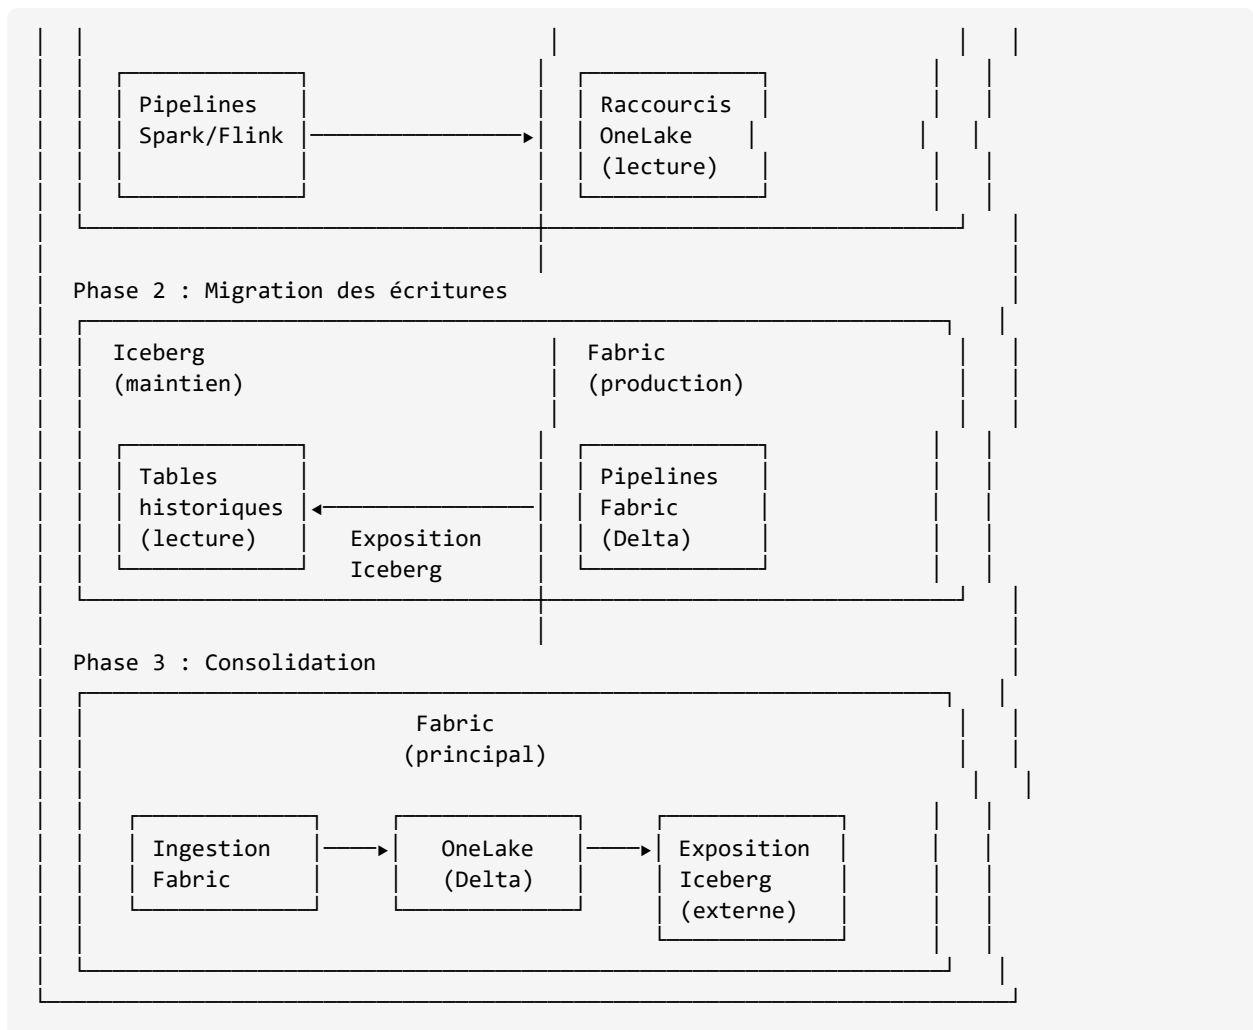 Pipelines Raccourcis
Spark/Flink OneLake
(lecture)
Phase 2 : Migration des écritures
Iceberg Fabric
(maintien) (production)
Tables Pipelines
historiques Fabric
(lecture) Exposition (Delta)
Iceberg
Phase 3 : Consolidation
Fabric
(principal)
Ingestion OneLake Exposition
Fabric (Delta) Iceberg
(externe)